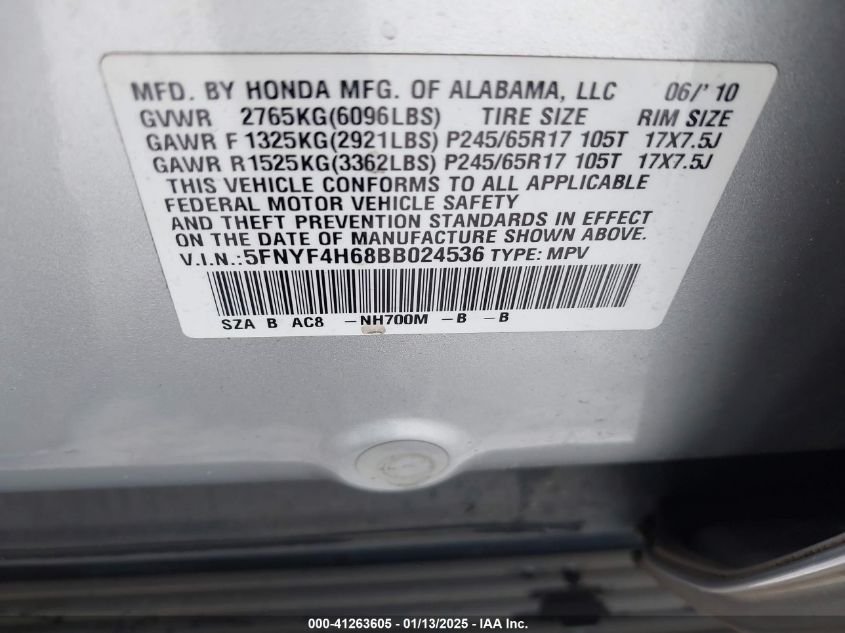 MFD. BY HONDA MFG. OF ALABAMA, LLC 06/' 10
GVWR 2765KG(6096LBS) TIRE SIZE RIM SIZE
GAWR F 1325KG(2921LBS) P245/65R17 105T 17X7.5J
GAWR R1525KG(3362LBS) P245/65R17 105T 17X7.5J
THIS VEHICLE CONFORMS TO ALL APPLICABLE
FEDERAL MOTOR VEHICLE SAFETY
AND THEFT PREVENTION STANDARDS IN EFFECT
ON THE DATE OF MANUFACTURE SHOWN ABOVE.
V.I.N.:5FNYF4H68BB024536 TYPE: MPV
SZA B AC8 -NH700M -B -B
000-41263605 - 01/13/2025 - IAA Inc.